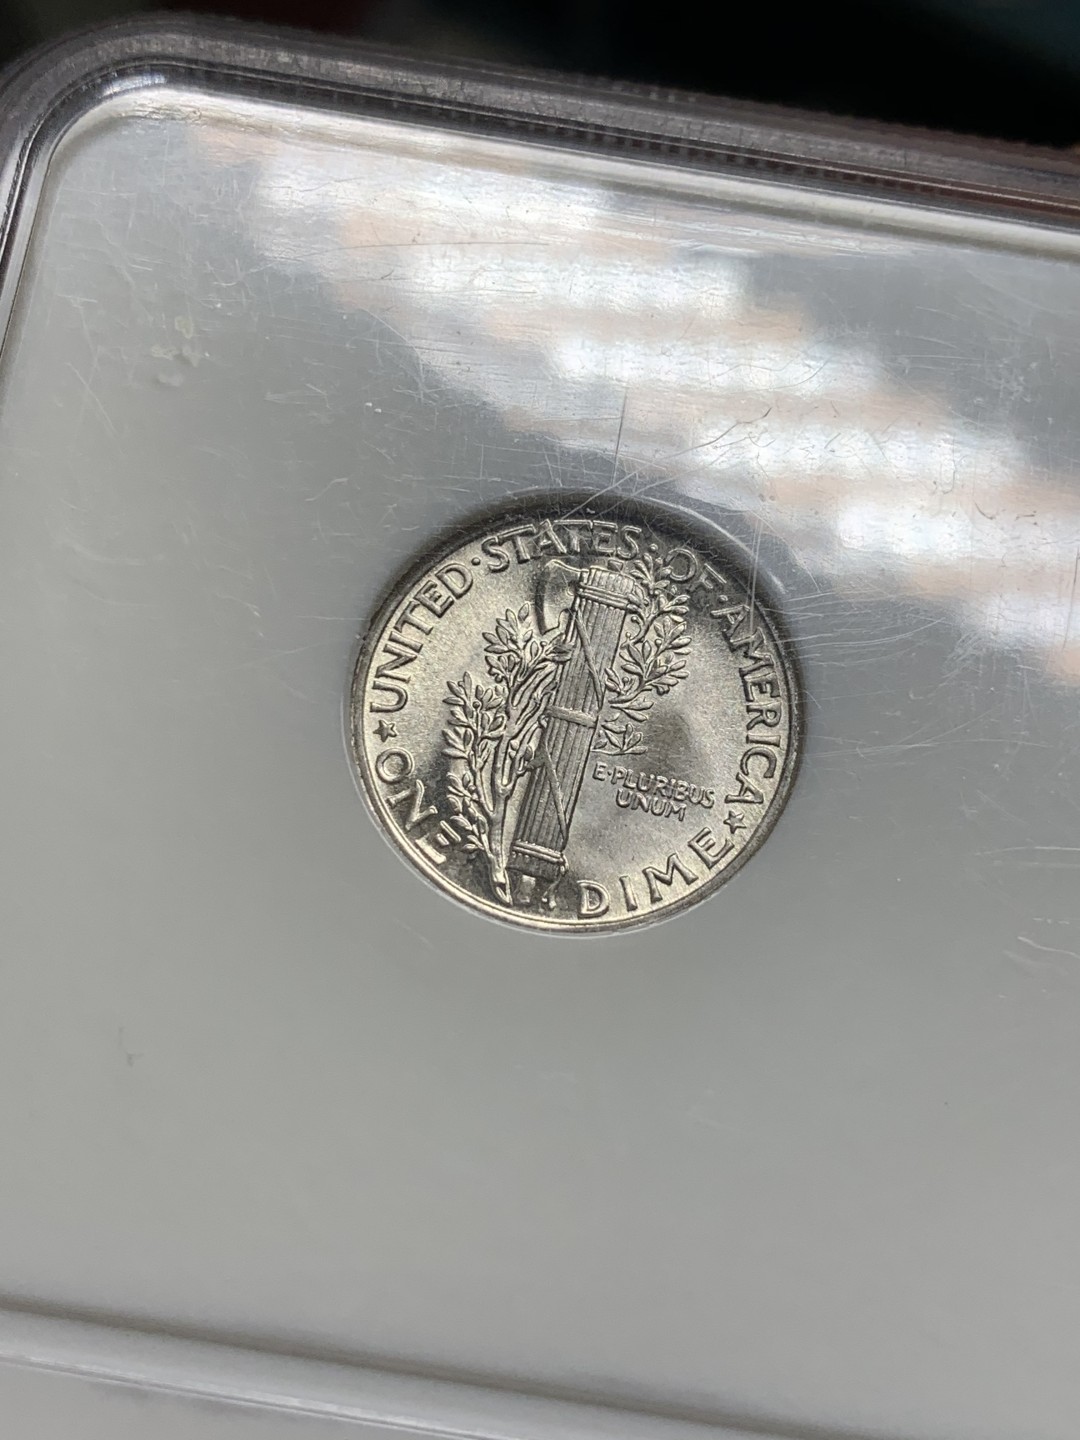 ·UNITED·STATES·OF·AMERICA
E·PLURIBUS
UNUM
★ONE DIME★